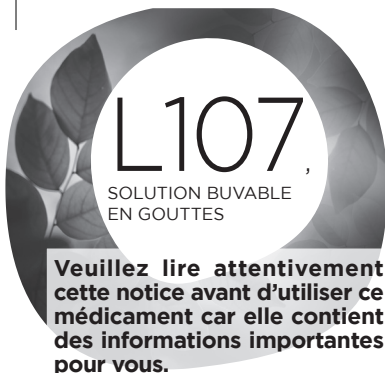 L107,
SOLUTION BUVABLE
EN GOUTTES
Veuillez lire attentivement
cette notice avant d’utiliser ce
médicament car elle contient
des informations importantes
pour vous.